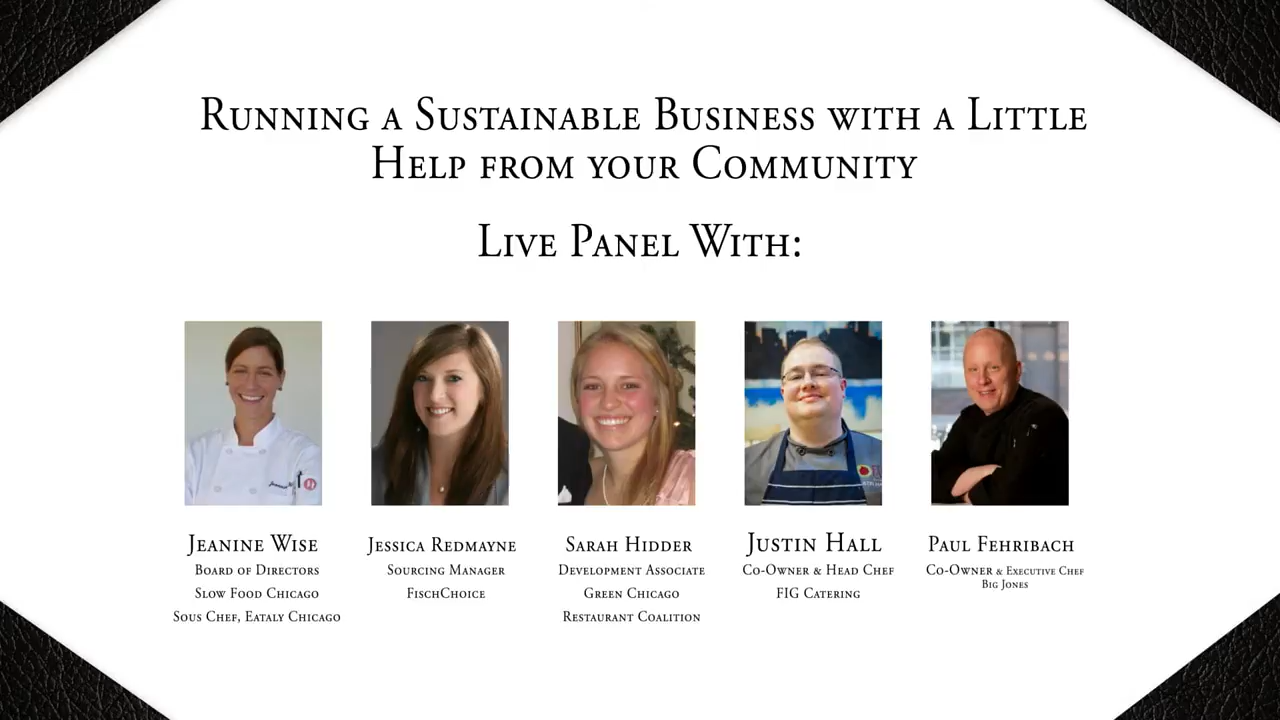 Running a Sustainable Business with a Little
Help from your Community
Live Panel With:
Jeanine Wise
Board of Directors
Slow Food Chicago
Sous Chef, Eataly Chicago
Jessica Redmayne
Sourcing Manager
FischChoice
Sarah Hidder
Development Associate
Green Chicago
Restaurant Coalition
Justin Hall
Co-Owner & Head Chef
FIG Catering
Paul Fehribach
Co-Owner & Executive Chef
Big Jones